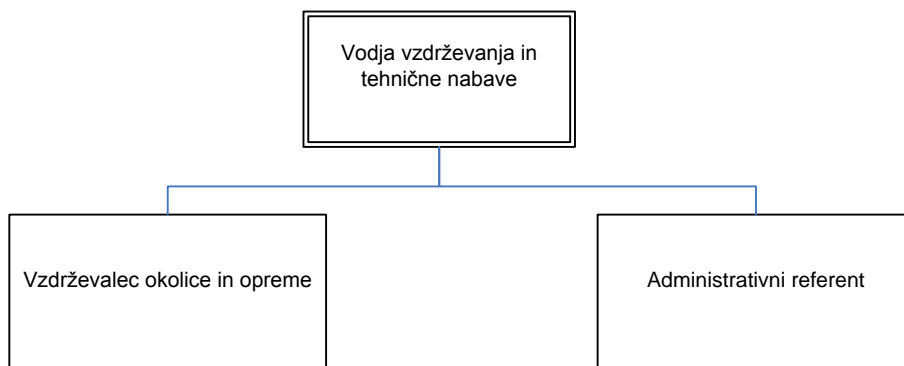 Vodja vzdrževanja in
tehnične nabave
Vzdrževalec okolice in opreme
Administrativni referent